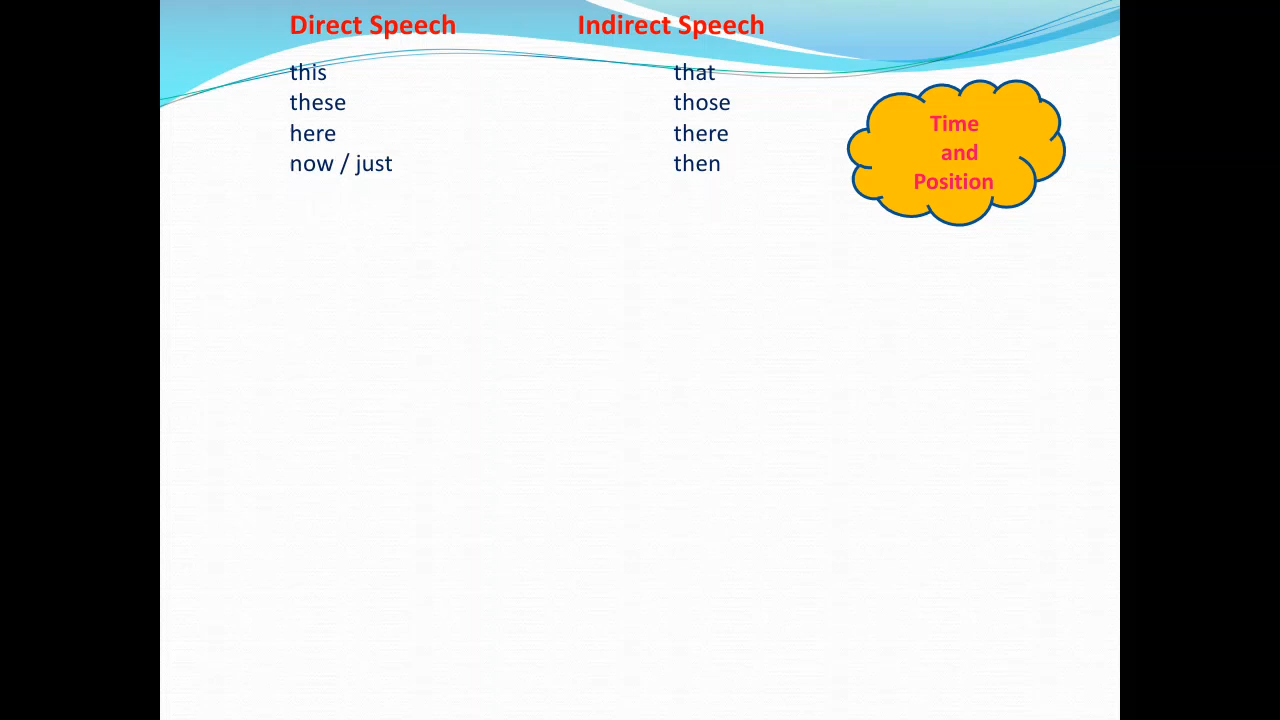 Direct Speech Indirect Speech
this that
these those
here there
now / just then
Time
and
Position